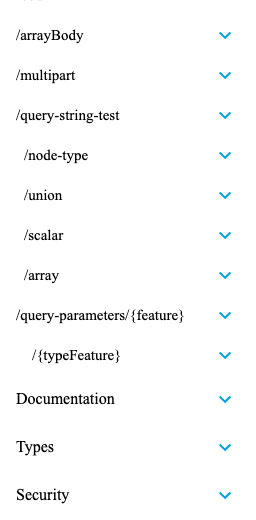 /arrayBody
/multipart
/query-string-test
/node-type
/union
/scalar
/array
/query-parameters/{feature}
/{typeFeature}
Documentation
Types
Security